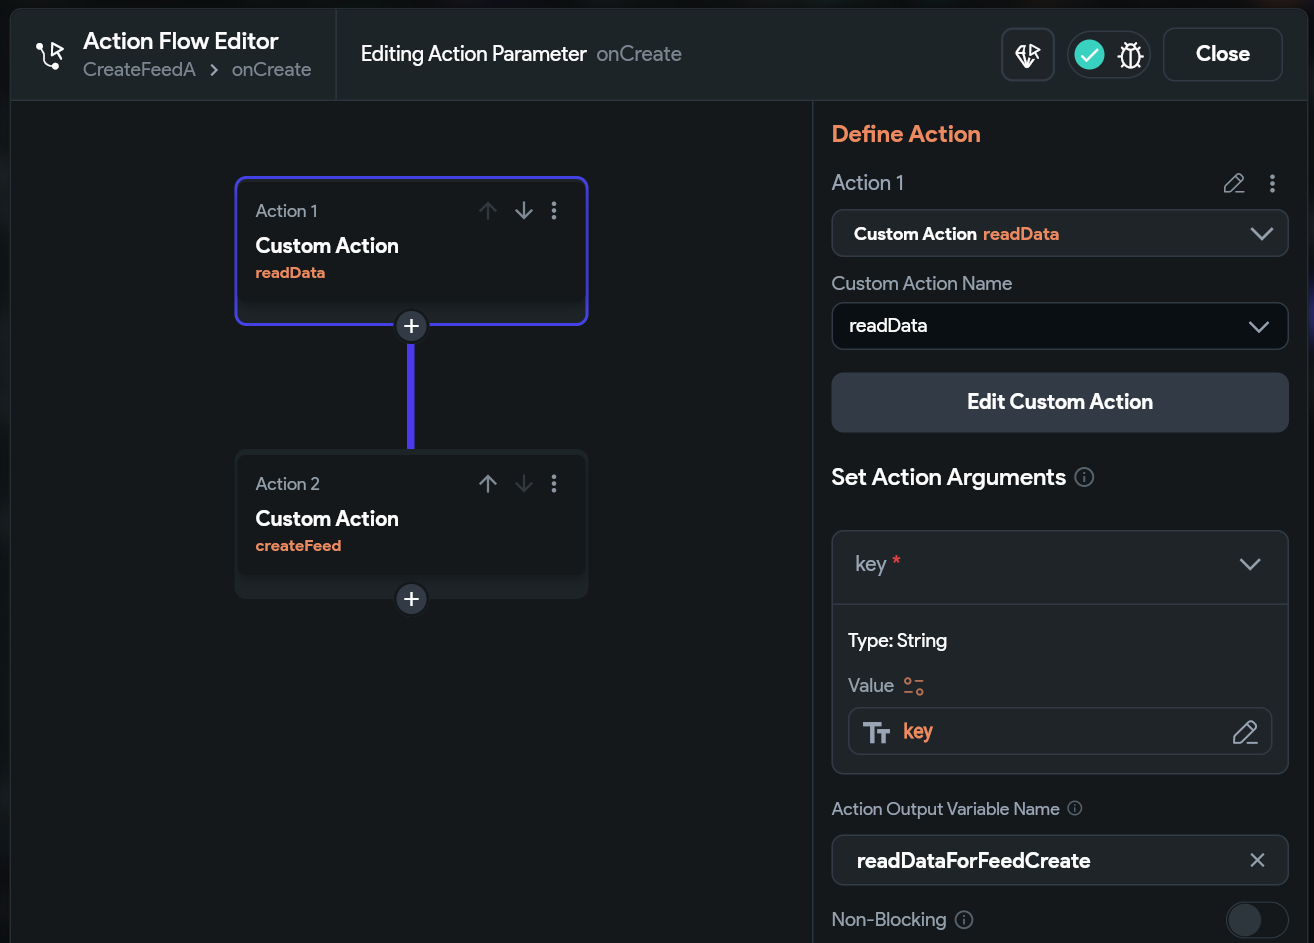 Action Flow Editor
CreateFeedA > onCreate
Editing Action Parameter onCreate
Close
Action 1
Custom Action
readData
+
Action 2
Custom Action
createFeed
+
Define Action
Action 1
Custom Action readData
Custom Action Name
readData
Edit Custom Action
Set Action Arguments
key *
Type: String
Value
Tт key
Action Output Variable Name
readDataForFeedCreate
Non-Blocking